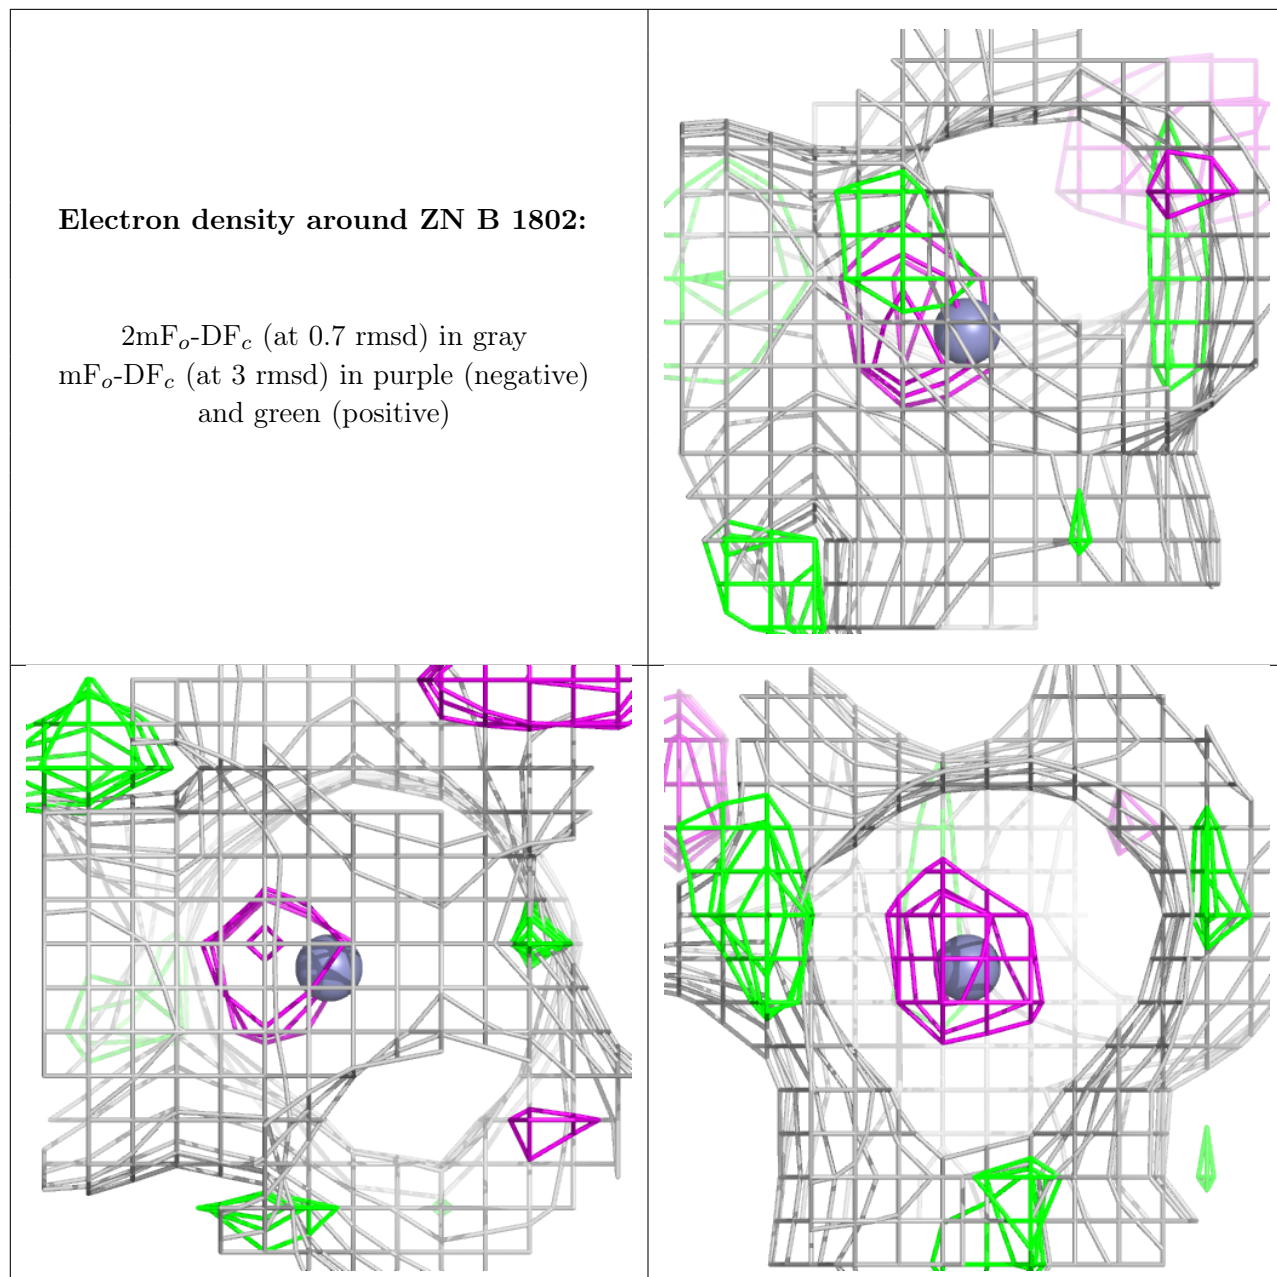 Electron density around ZN B 1802:
2mFo-DFc (at 0.7 rmsd) in gray
mFo-DFc (at 3 rmsd) in purple (negative)
and green (positive)